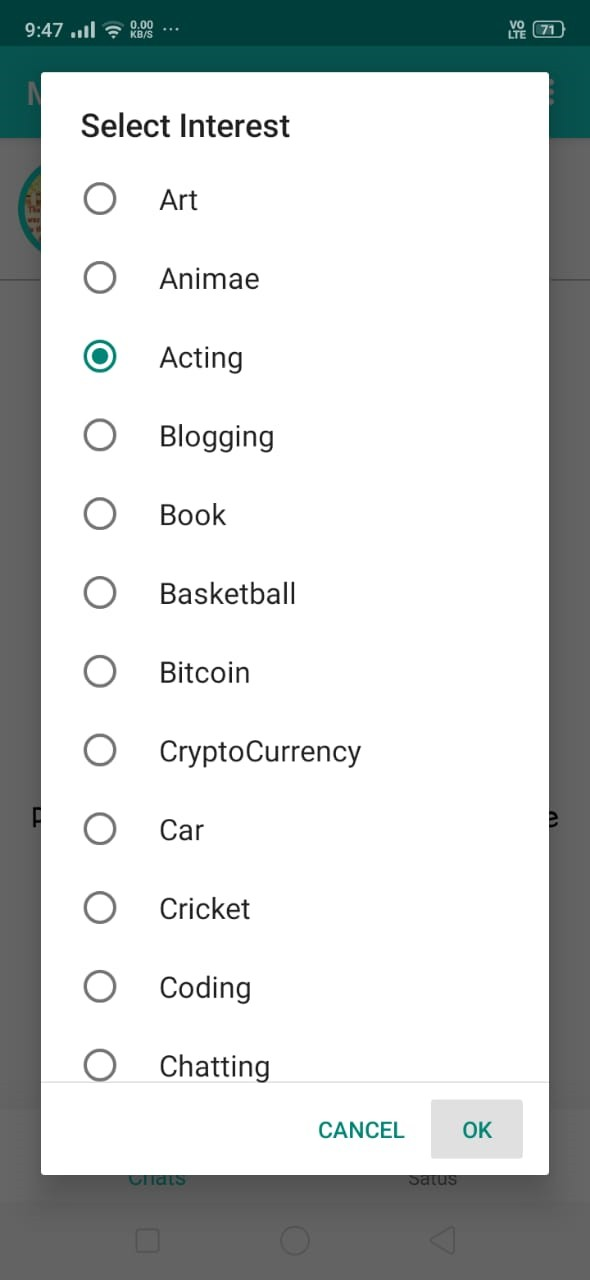 9:47
0.00
KB/S
VO
LTE
71
Select Interest
Art
Animae
Acting
Blogging
Book
Basketball
Bitcoin
CryptoCurrency
Car
Cricket
Coding
Chatting
CANCEL OK
Chats Satus